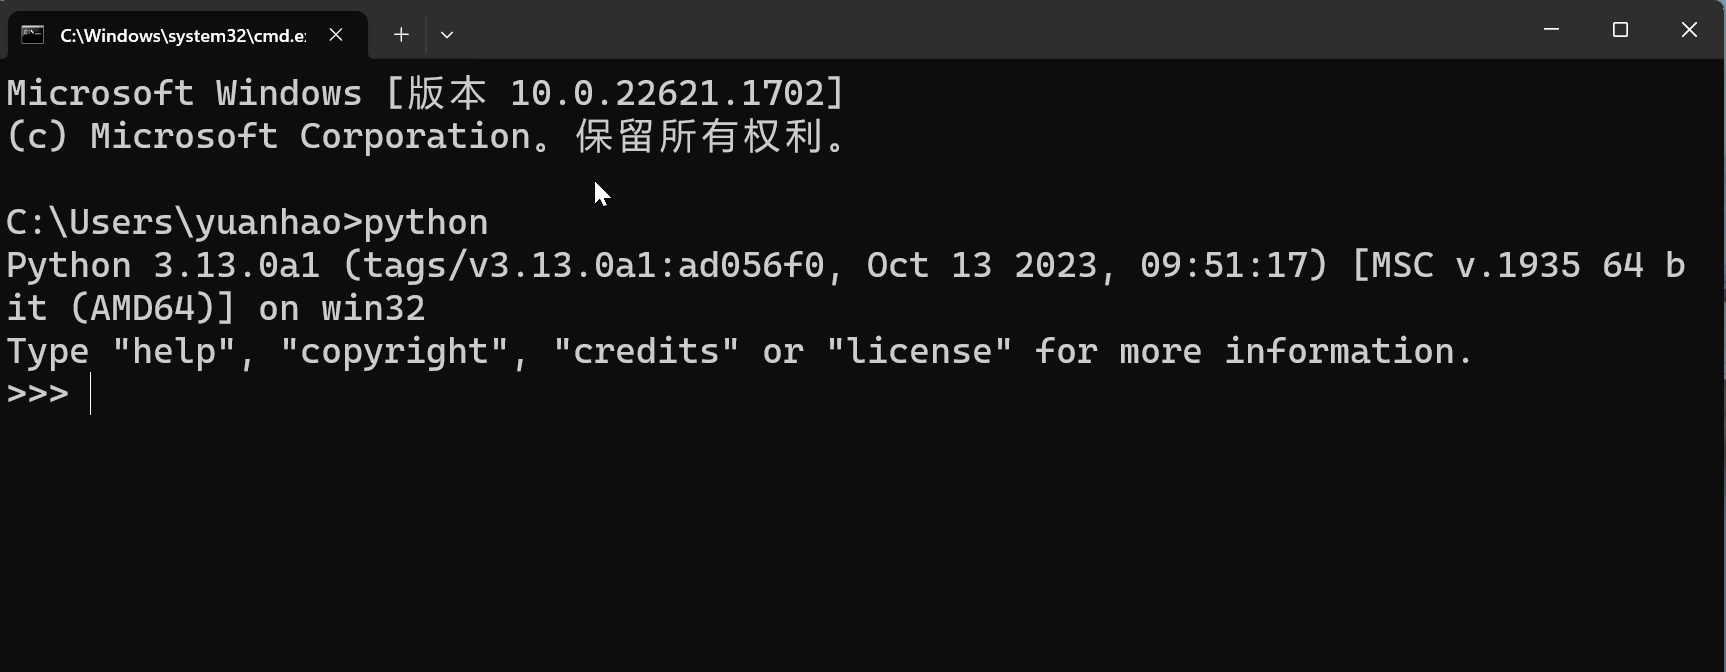 C:\Windows\system32\cmd.e
Microsoft Windows [版本 10.0.22621.1702]
(c) Microsoft Corporation。保留所有权利。
C:\Users\yuanhao>python
Python 3.13.0a1 (tags/v3.13.0a1:ad056f0, Oct 13 2023, 09:51:17) [MSC v.1935 64 b
it (AMD64)] on win32
Type "help", "copyright", "credits" or "license" for more information.
>>>